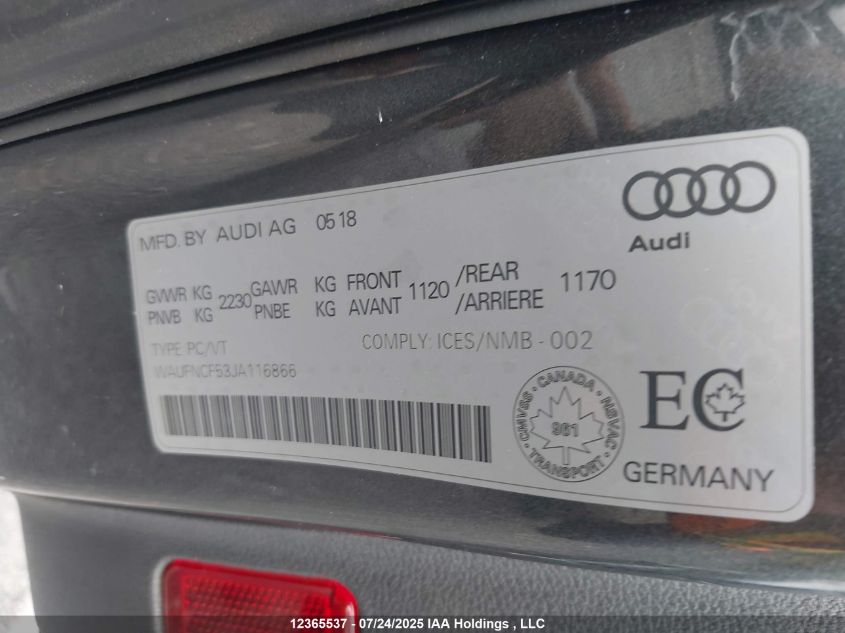 MFD. BY AUDI AG 0518
Audi
GVWR KG 2230 GAWR KG FRONT 1120 /REAR 1170
PNVB KG PNBE KG AVANT /ARRIERE
TYPE: PC/VT COMPLY: ICES/NMB - 002
WAUFNCF53JA116866
CANADA CMVSS NSVAC TRANSPORT
961
EC
GERMANY
12365537 - 07/24/2025 IAA Holdings , LLC